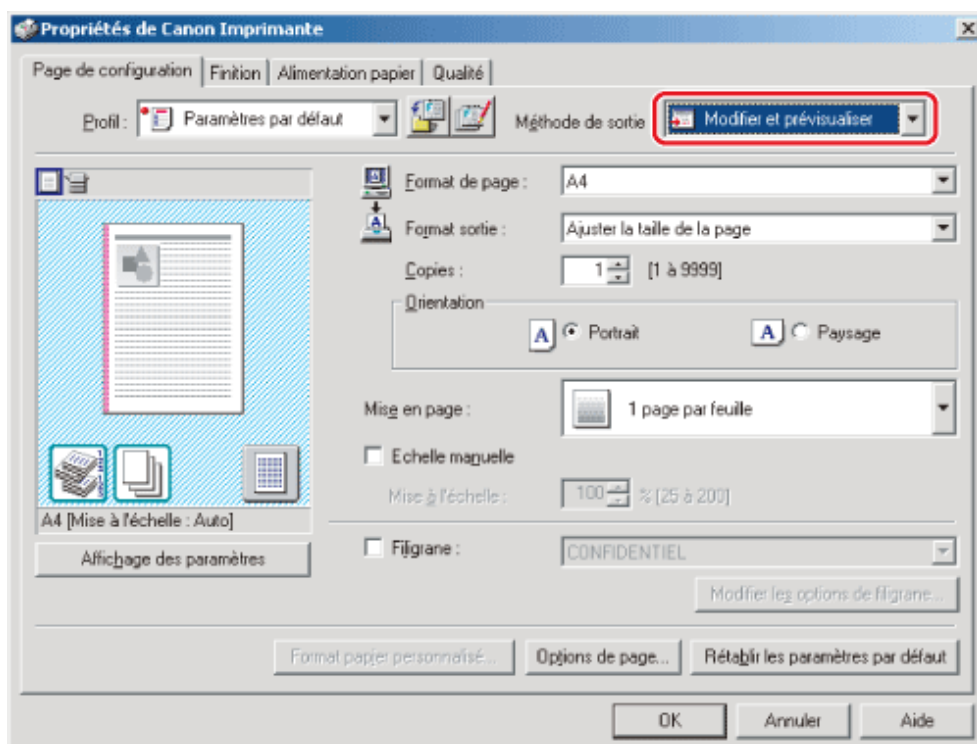 Propriétés de Canon Imprimante
Page de configuration Finition Alimentation papier Qualité
Profil : Paramètres par défaut Méthode de sortie Modifier et prévisualiser
Format de page : A4
Format sortie : Ajuster la taille de la page
Copies : 1 [1 à 9999]
Orientation
A Portrait A Paysage
Mise en page : 1 page par feuille
Echelle manuelle
Mise à l'échelle : 100 % [25 à 200]
A4 [Mise à l'échelle : Auto]
Affichage des paramètres
Filigrane : CONFIDENTIEL
Modifier les options de filigrane...
Format papier personnalisé... Options de page... Rétablir les paramètres par défaut
OK Annuler Aide